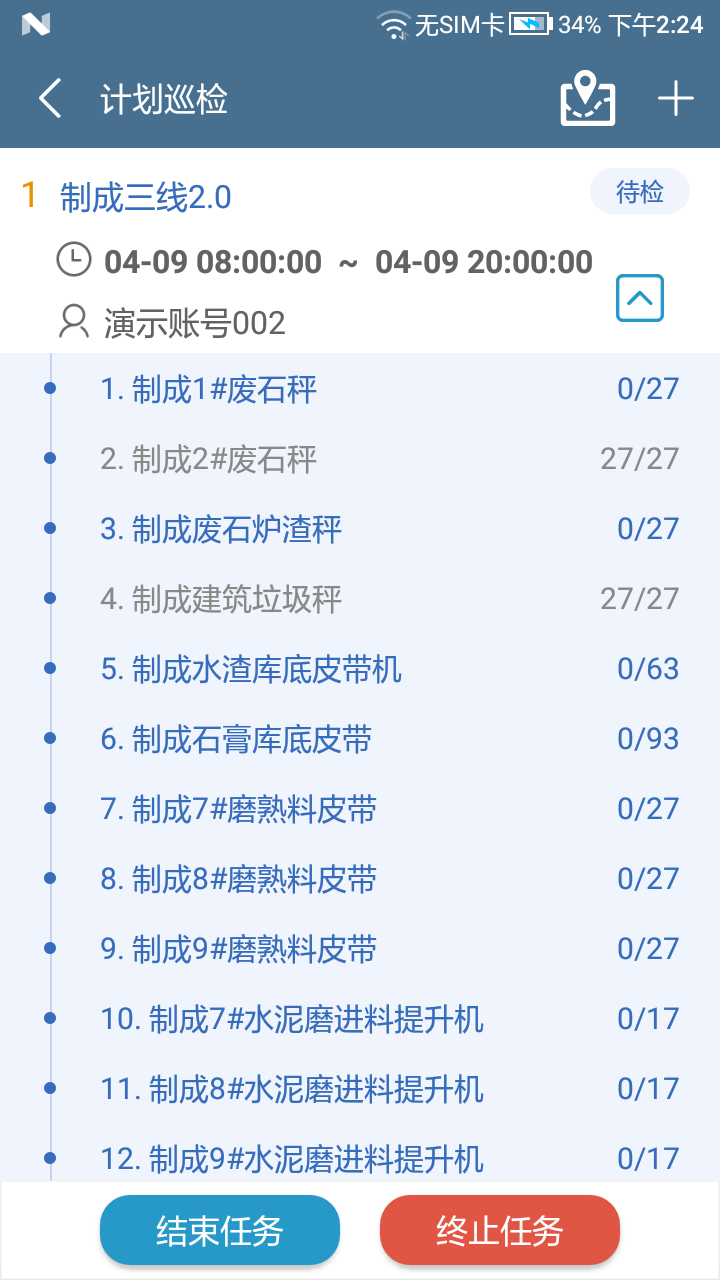 无SIM卡 34% 下午2:24
计划巡检
1 制成三线2.0 待检
04-09 08:00:00 ~ 04-09 20:00:00
演示账号002
1. 制成1#废石秤 0/27
2. 制成2#废石秤 27/27
3. 制成废石炉渣秤 0/27
4. 制成建筑垃圾秤 27/27
5. 制成水渣库底皮带机 0/63
6. 制成石膏库底皮带 0/93
7. 制成7#磨熟料皮带 0/27
8. 制成8#磨熟料皮带 0/27
9. 制成9#磨熟料皮带 0/27
10. 制成7#水泥磨进料提升机 0/17
11. 制成8#水泥磨进料提升机 0/17
12. 制成9#水泥磨进料提升机 0/17
结束任务 终止任务